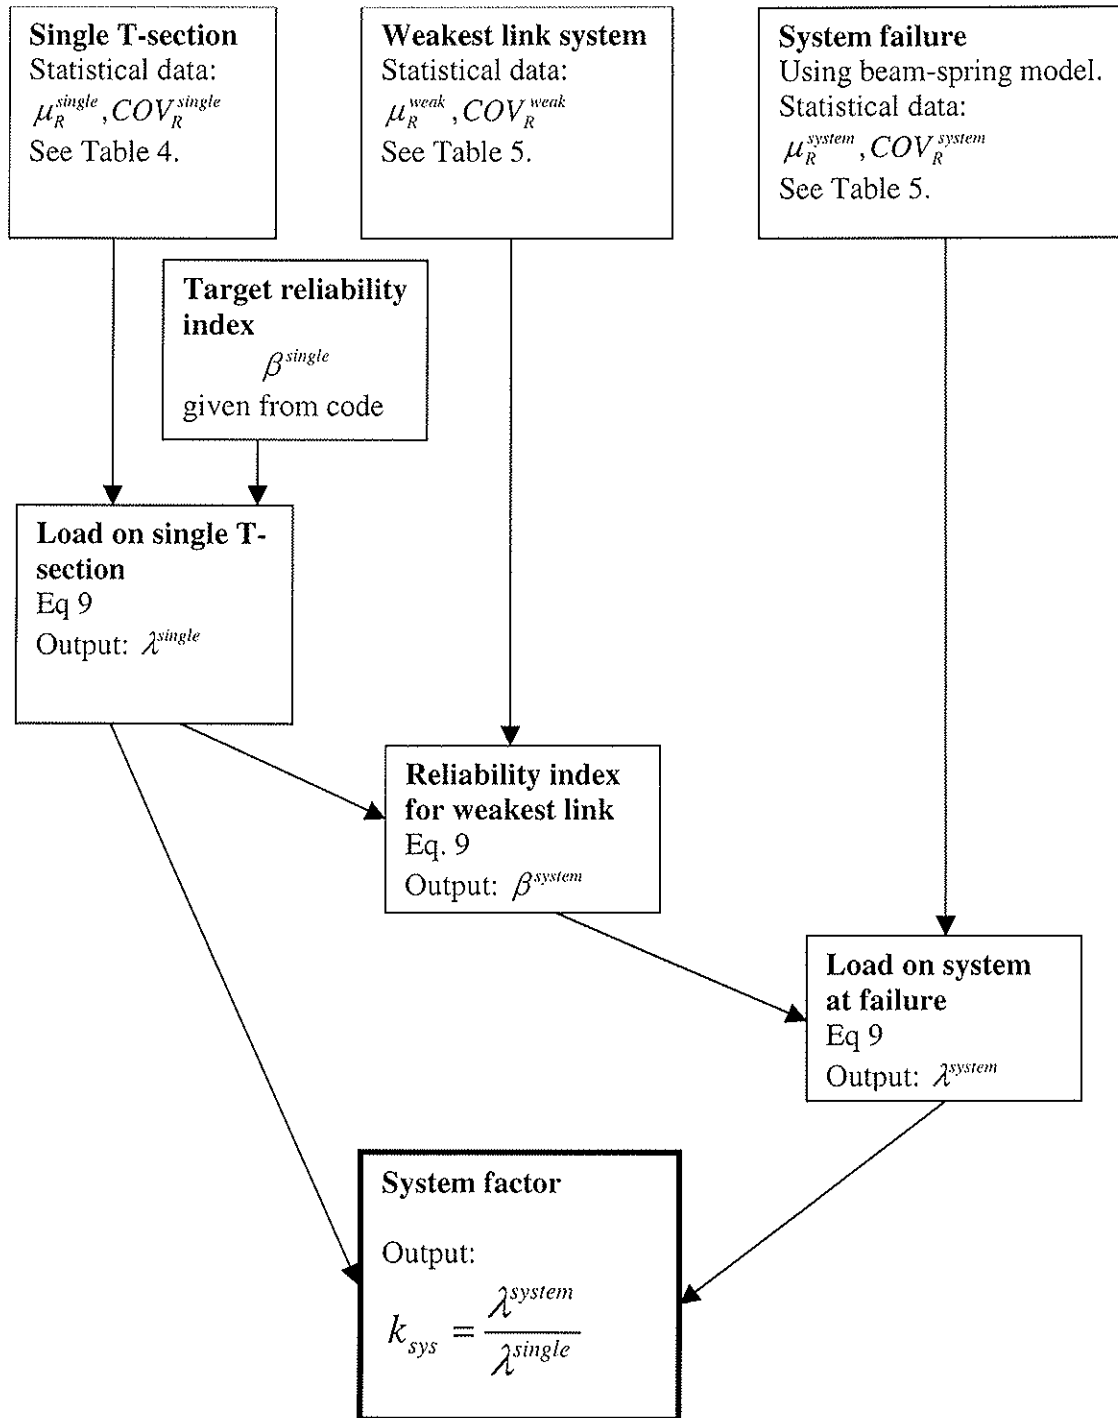 Single T-section
Statistical data:
μ_R^single, COV_R^single
See Table 4.
Weakest link system
Statistical data:
μ_R^weak, COV_R^weak
See Table 5.
System failure
Using beam-spring model.
Statistical data:
μ_R^system, COV_R^system
See Table 5.
Target reliability
index
β^single
given from code
Load on single T-
section
Eq 9
Output: λ^single
Reliability index
for weakest link
Eq. 9
Output: β^system
Load on system
at failure
Eq 9
Output: λ^system
System factor
Output:
k_sys = λ^system / λ^single